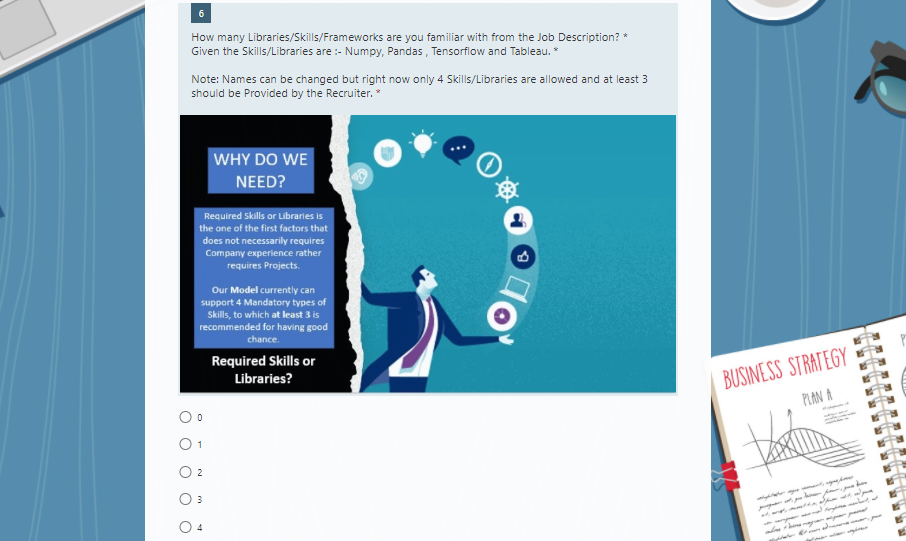 6
How many Libraries/Skills/Frameworks are you familiar with from the Job Description? *
Given the Skills/Libraries are :- Numpy, Pandas , Tensorflow and Tableau. *
Note: Names can be changed but right now only 4 Skills/Libraries are allowed and at least 3
should be Provided by the Recruiter. *
WHY DO WE
NEED?
Required Skills or Libraries is
the one of the first factors that
does not necessarily requires
Company experience rather
requires Projects.
Our Model currently can
support 4 Mandatory types of
Skills, to which at least 3 is
recommended for having good
chance.
Required Skills or
Libraries?
0
1
2
3
4
BUSINESS STRATEGY
PLAN A